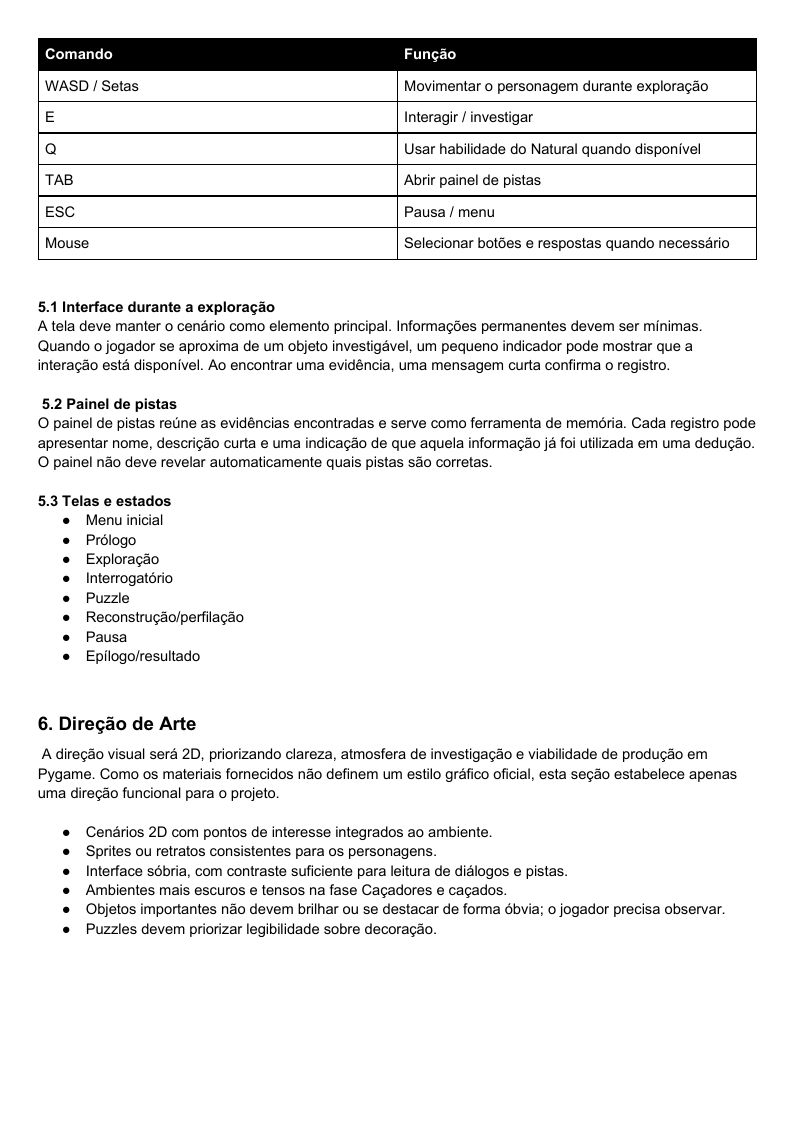 Comando Função
WASD / Setas Movimentar o personagem durante exploração
E Interagir / investigar
Q Usar habilidade do Natural quando disponível
TAB Abrir painel de pistas
ESC Pausa / menu
Mouse Selecionar botões e respostas quando necessário
5.1 Interface durante a exploração
A tela deve manter o cenário como elemento principal. Informações permanentes devem ser mínimas.
Quando o jogador se aproxima de um objeto investigável, um pequeno indicador pode mostrar que a
interação está disponível. Ao encontrar uma evidência, uma mensagem curta confirma o registro.
5.2 Painel de pistas
O painel de pistas reúne as evidências encontradas e serve como ferramenta de memória. Cada registro pode
apresentar nome, descrição curta e uma indicação de que aquela informação já foi utilizada em uma dedução.
O painel não deve revelar automaticamente quais pistas são corretas.
5.3 Telas e estados
● Menu inicial
● Prólogo
● Exploração
● Interrogatório
● Puzzle
● Reconstrução/perfilação
● Pausa
● Epílogo/resultado
6. Direção de Arte
A direção visual será 2D, priorizando clareza, atmosfera de investigação e viabilidade de produção em
Pygame. Como os materiais fornecidos não definem um estilo gráfico oficial, esta seção estabelece apenas
uma direção funcional para o projeto.
● Cenários 2D com pontos de interesse integrados ao ambiente.
● Sprites ou retratos consistentes para os personagens.
● Interface sóbria, com contraste suficiente para leitura de diálogos e pistas.
● Ambientes mais escuros e tensos na fase Caçadores e caçados.
● Objetos importantes não devem brilhar ou se destacar de forma óbvia; o jogador precisa observar.
● Puzzles devem priorizar legibilidade sobre decoração.